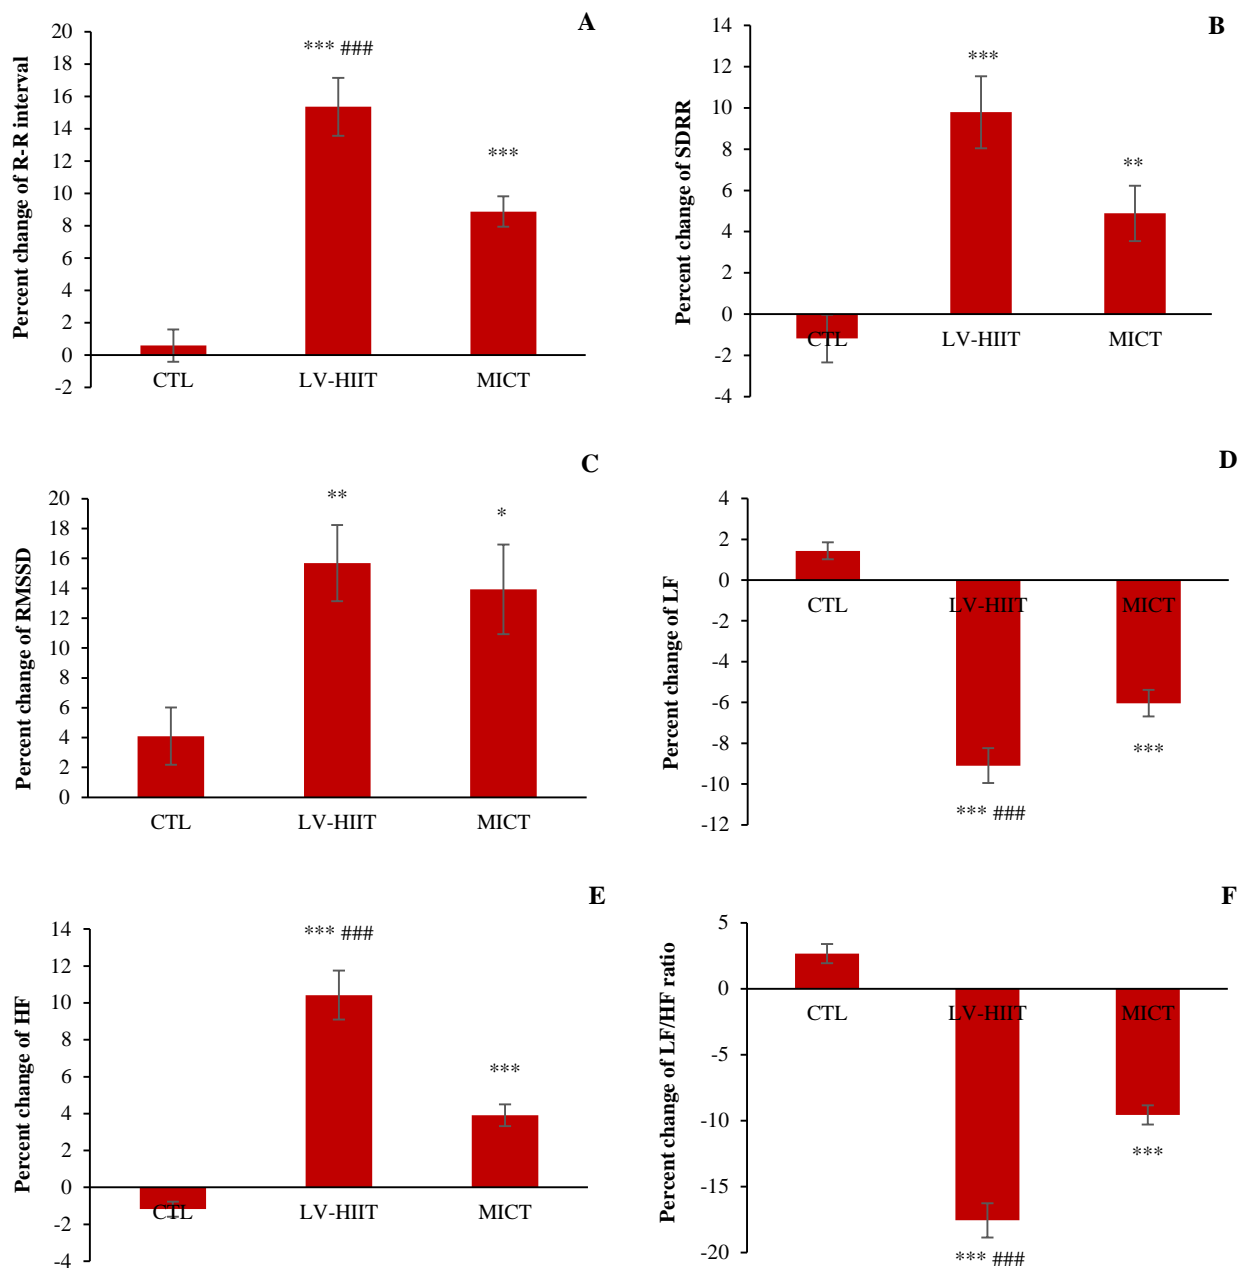 A
Percent change of R-R interval
20
18
16
14
12
10
8
6
4
2
0
-2
*** ###
***
CTL
LV-HIIT
MICT
B
Percent change of SDRR
14
12
10
8
6
4
2
0
-2
-4
***
**
CTL
LV-HIIT
MICT
C
Percent change of RMSSD
20
18
16
14
12
10
8
6
4
2
0
**
*
CTL
LV-HIIT
MICT
D
Percent change of LF
4
2
0
-2
-4
-6
-8
-10
-12
CTL
LV-HIIT
MICT
***
*** ###
E
Percent change of HF
14
12
10
8
6
4
2
0
-2
-4
*** ###
***
CTL
LV-HIIT
MICT
F
Percent change of LF/HF ratio
5
0
-5
-10
-15
-20
CTL
LV-HIIT
MICT
***
*** ###